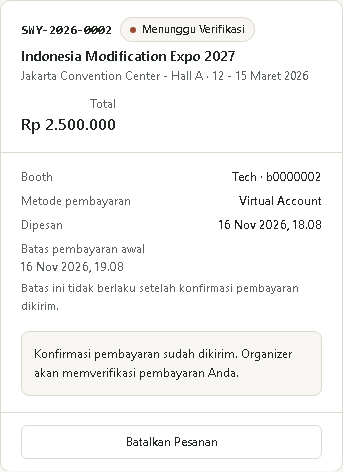 SWY-2026-0002 Menunggu Verifikasi
Indonesia Modification Expo 2027
Jakarta Convention Center - Hall A · 12 - 15 Maret 2026
Total
Rp 2.500.000
Booth Tech · b0000002
Metode pembayaran Virtual Account
Dipesan 16 Nov 2026, 18.08
Batas pembayaran awal
16 Nov 2026, 19.08
Batas ini tidak berlaku setelah konfirmasi pembayaran
dikirim.
Konfirmasi pembayaran sudah dikirim. Organizer
akan memverifikasi pembayaran Anda.
Batalkan Pesanan